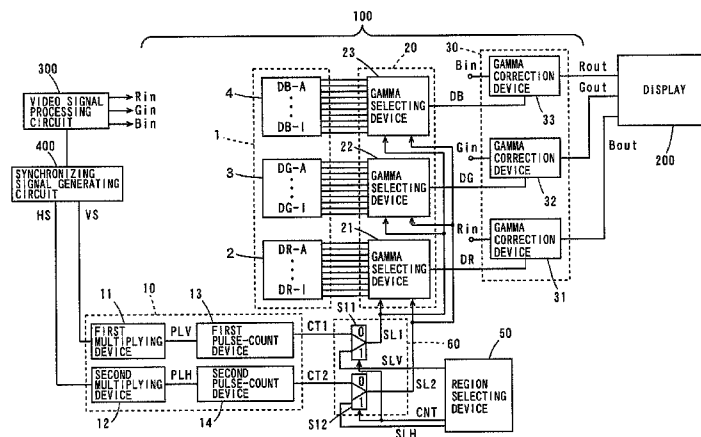 100
300
VIDEO SIGNAL
PROCESSING
CIRCUIT
Rin
Gin
Bin
400
SYNCHRONIZING
SIGNAL GENERATING
CIRCUIT
HS
VS
1
4
DB-A
DB-I
3
DG-A
DG-I
2
DR-A
DR-I
20
23
GAMMA
SELECTING
DEVICE
DB
22
GAMMA
SELECTING
DEVICE
DG
21
GAMMA
SELECTING
DEVICE
DR
30
Bin
GAMMA
CORRECTION
DEVICE
33
Rout
Gout
Bout
Gin
GAMMA
CORRECTION
DEVICE
32
Rin
GAMMA
CORRECTION
DEVICE
31
DISPLAY
200
10
11
FIRST
MULTIPLYING
DEVICE
PLV
13
FIRST
PULSE-COUNT
DEVICE
CT1
12
SECOND
MULTIPLYING
DEVICE
PLH
14
SECOND
PULSE-COUNT
DEVICE
CT2
S11
0
1
S12
0
1
SL1
60
SLV
SL2
CNT
SLH
50
REGION
SELECTING
DEVICE